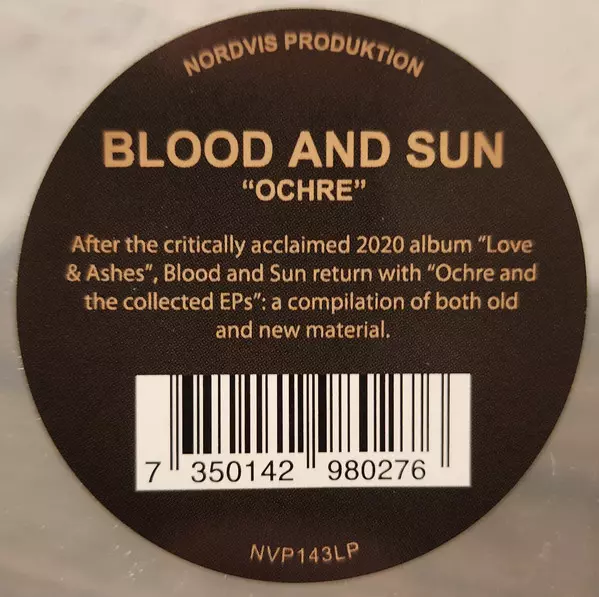 NORDVIS PRODUKTION
BLOOD AND SUN
“OCHRE”
After the critically acclaimed 2020 album “Love
& Ashes”, Blood and Sun return with “Ochre and
the collected EPs”: a compilation of both old
and new material.
7 350142 980276
NVP143LP